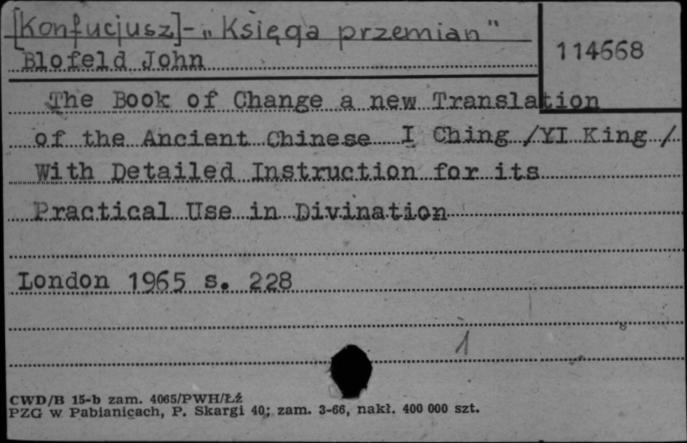 [Konfucjusz]-„Księga przemian"
Blofeld John
114668
The Book of Change a new Translation
of the Ancient Chinese I Ching /YI King /
With Detailed Instruction for its
Practical Use in Divination
London 1965 s. 228
1
CWD/B 15-b zam. 4065/PWH/Łź
PZG w Pabianicach, P. Skargi 40; zam. 3-66, nakł. 400 000 szt.